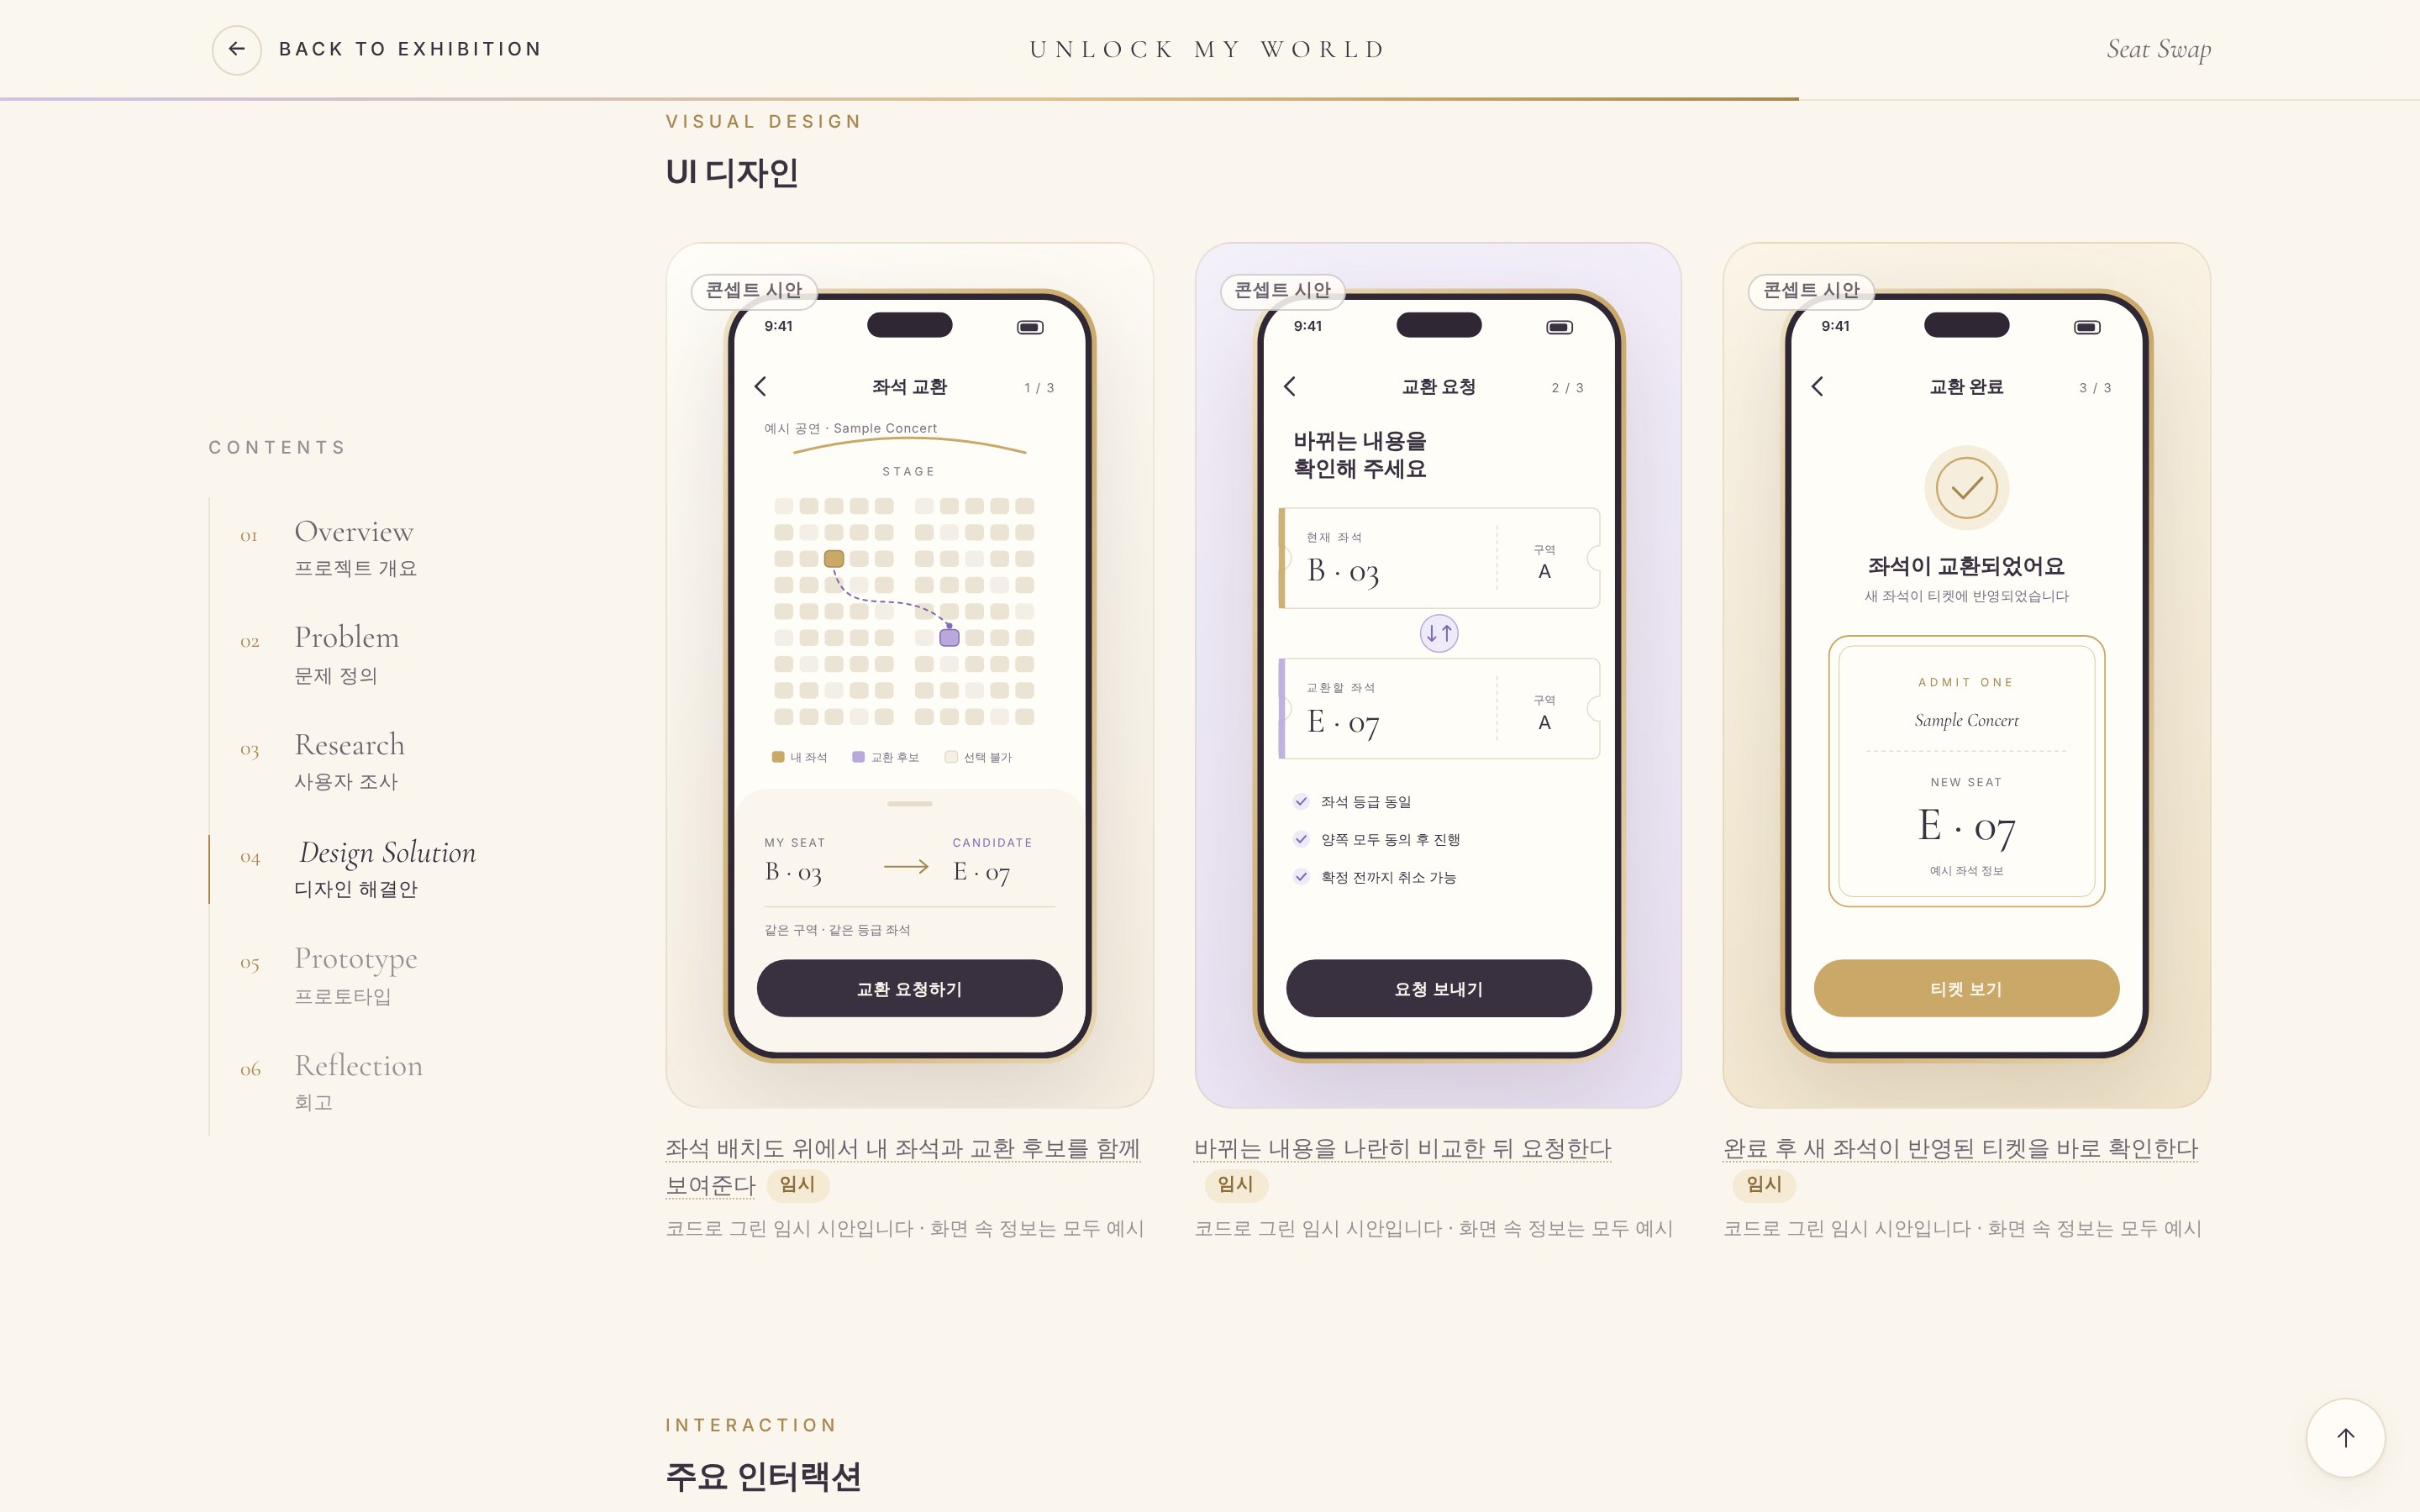 BACK TO EXHIBITION
UNLOCK MY WORLD
Seat Swap
CONTENTS
01 Overview
프로젝트 개요
02 Problem
문제 정의
03 Research
사용자 조사
04 Design Solution
디자인 해결안
05 Prototype
프로토타입
06 Reflection
회고
VISUAL DESIGN
UI 디자인
콘셉트 시안
9:41
좌석 교환
1 / 3
예시 공연 · Sample Concert
STAGE
내 좌석
교환 후보
선택 불가
MY SEAT
CANDIDATE
B · 03
E · 07
같은 구역 · 같은 등급 좌석
교환 요청하기
좌석 배치도 위에서 내 좌석과 교환 후보를 함께
보여준다 임시
코드로 그린 임시 시안입니다 · 화면 속 정보는 모두 예시
콘셉트 시안
9:41
교환 요청
2 / 3
바뀌는 내용을
확인해 주세요
현재 좌석
B · 03
구역
A
교환할 좌석
E · 07
구역
A
좌석 등급 동일
양쪽 모두 동의 후 진행
확정 전까지 취소 가능
요청 보내기
바뀌는 내용을 나란히 비교한 뒤 요청한다
임시
코드로 그린 임시 시안입니다 · 화면 속 정보는 모두 예시
콘셉트 시안
9:41
교환 완료
3 / 3
좌석이 교환되었어요
새 좌석이 티켓에 반영되었습니다
ADMIT ONE
Sample Concert
NEW SEAT
E · 07
예시 좌석 정보
티켓 보기
완료 후 새 좌석이 반영된 티켓을 바로 확인한다
임시
코드로 그린 임시 시안입니다 · 화면 속 정보는 모두 예시
INTERACTION
주요 인터랙션